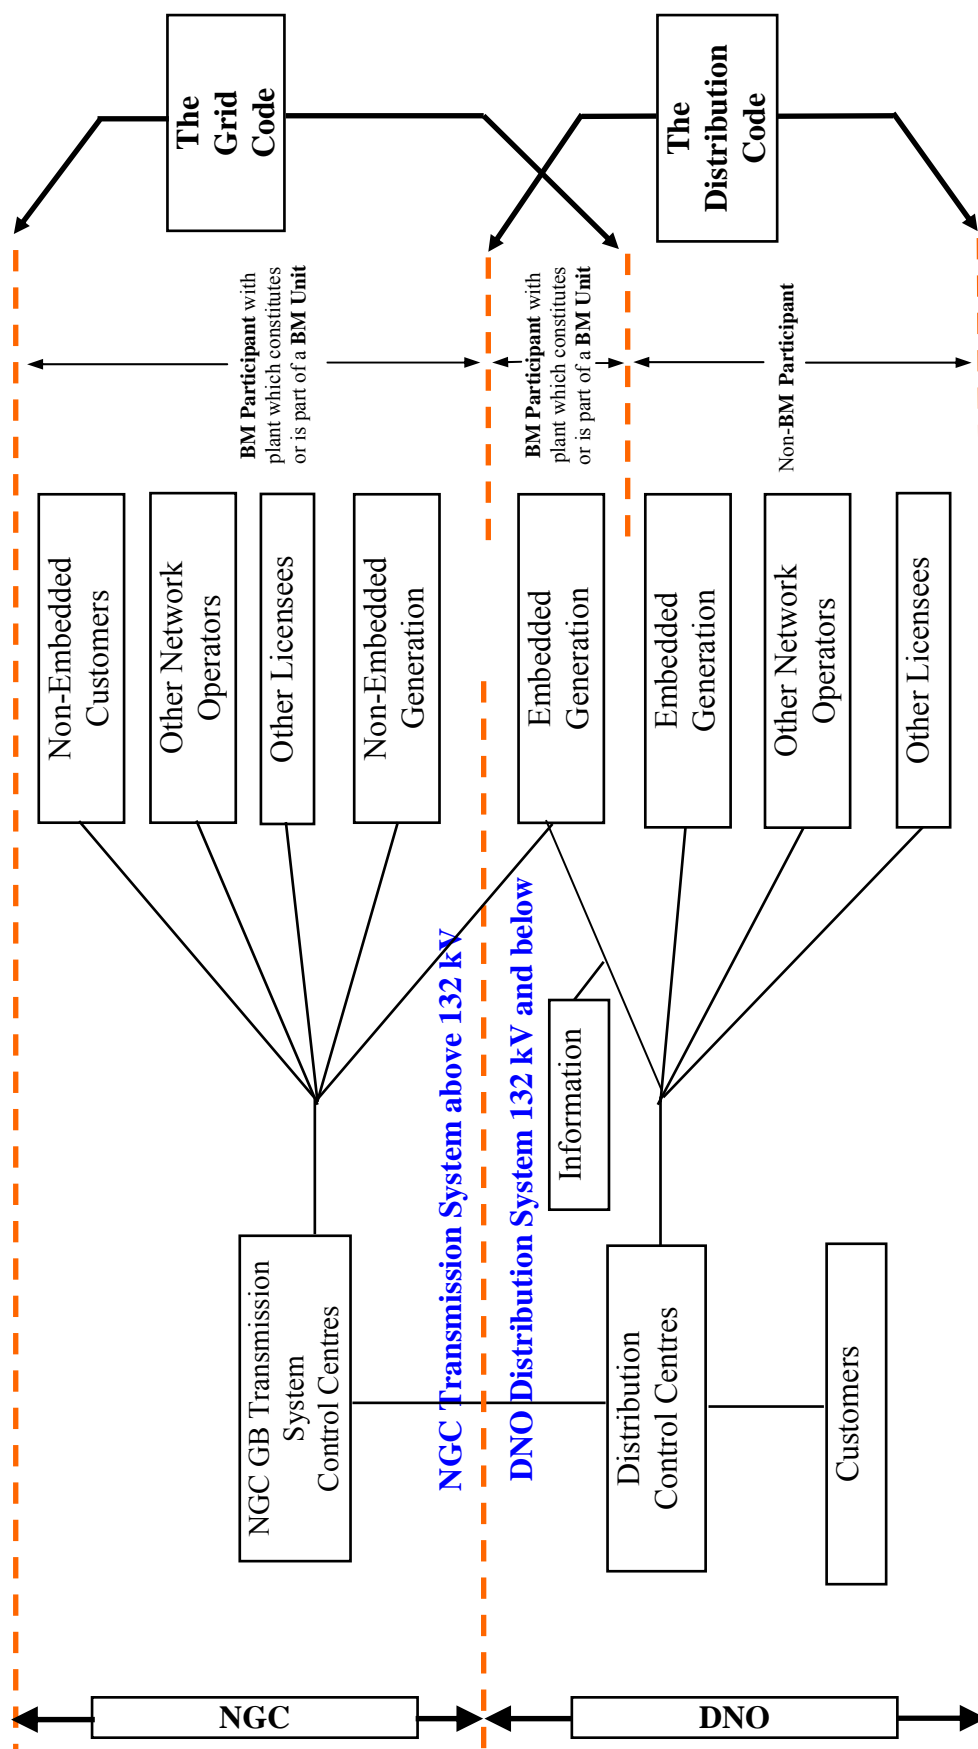 The
Grid
Code
The
Distribution
Code
BM Participant with
plant which constitutes
or is part of a BM Unit
BM Participant with
plant which constitutes
or is part of a BM Unit
Non-BM Participant
Non-Embedded
Customers
Other Network
Operators
Other Licensees
Non-Embedded
Generation
Embedded
Generation
Embedded
Generation
Other Network
Operators
Other Licensees
NGC Transmission System above 132 kV
DNO Distribution System 132 kV and below
Information
NGC GB Transmission
System
Control Centres
Distribution
Control Centres
Customers
NGC
DNO